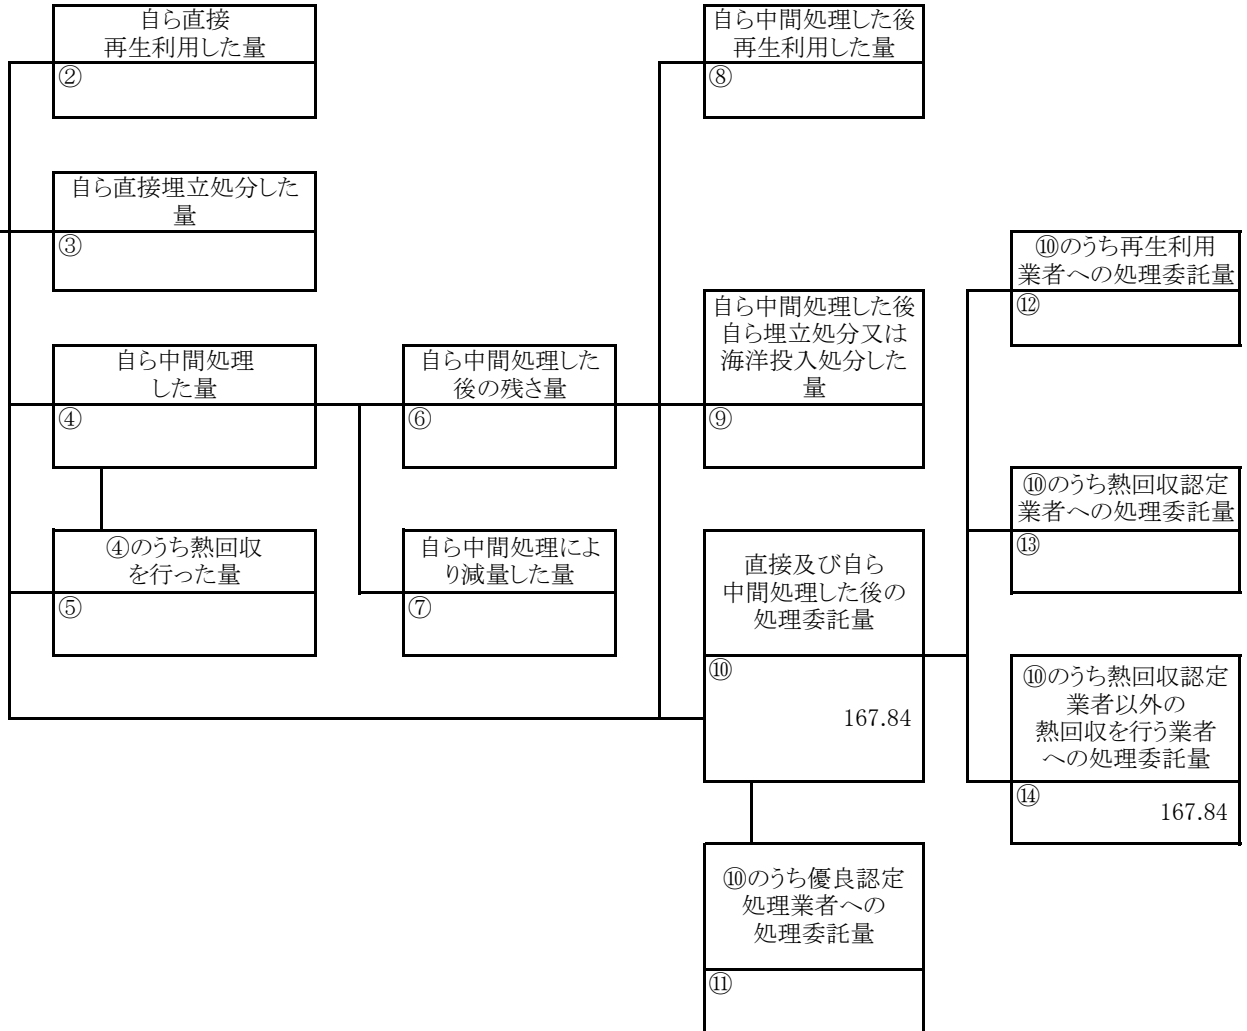 自ら直接
再生利用した量
②
自ら中間処理した後
再生利用した量
⑧
自ら直接埋立処分した
量
③
⑩のうち再生利用
業者への処理委託量
⑫
自ら中間処理した後
自ら埋立処分又は
海洋投入処分した
量
⑨
自ら中間処理
した量
④
自ら中間処理した
後の残さ量
⑥
⑩のうち熱回収認定
業者への処理委託量
⑬
④のうち熱回収
を行った量
⑤
自ら中間処理によ
り減量した量
⑦
直接及び自ら
中間処理した後の
処理委託量
⑩
167.84
⑩のうち熱回収認定
業者以外の
熱回収を行う業者
への処理委託量
⑭
167.84
⑩のうち優良認定
処理業者への
処理委託量
⑪